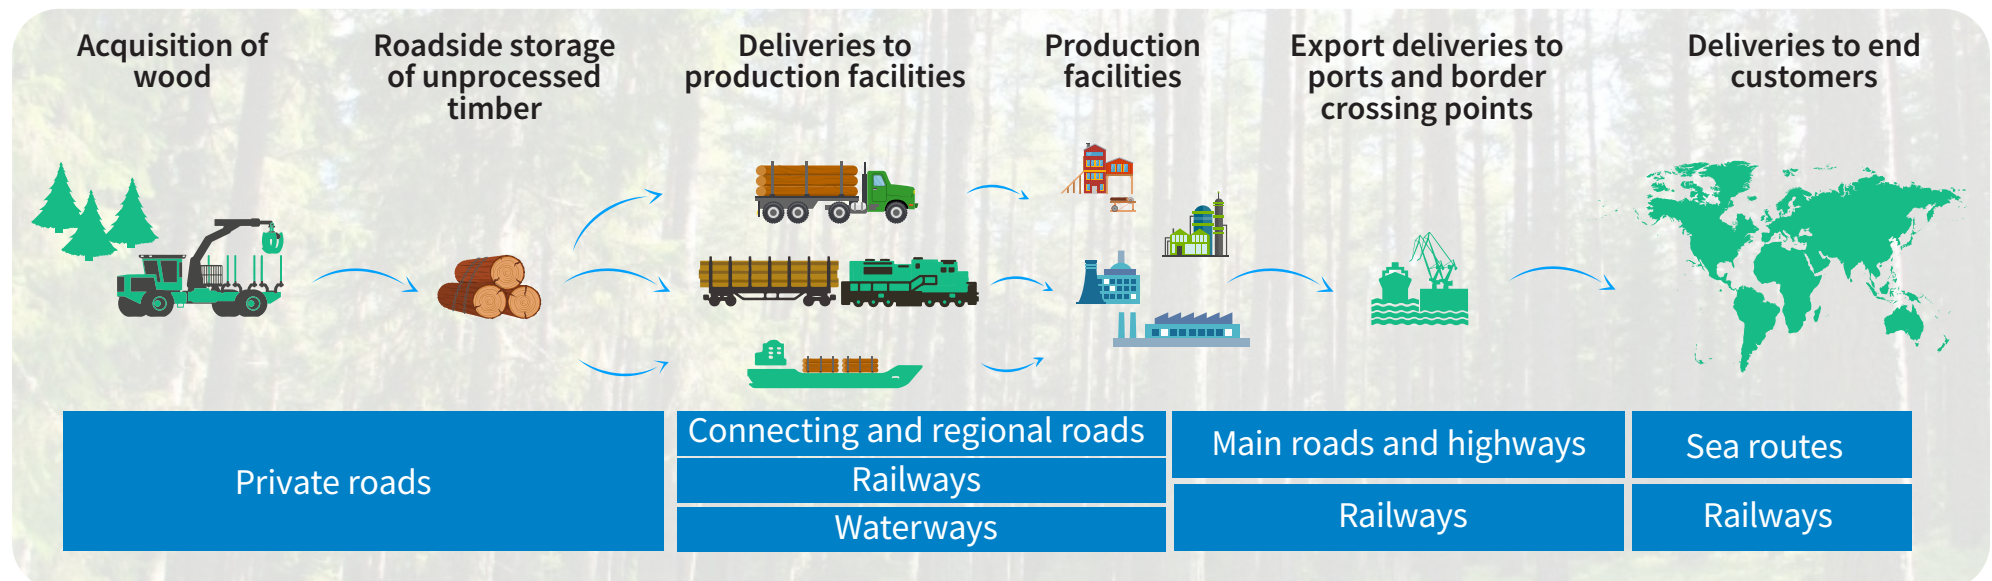 Acquisition of
wood
Roadside storage
of unprocessed
timber
Deliveries to
production facilities
Production
facilities
Export deliveries to
ports and border
crossing points
Deliveries to end
customers
Private roads
Connecting and regional roads
Railways
Waterways
Main roads and highways
Railways
Sea routes
Railways